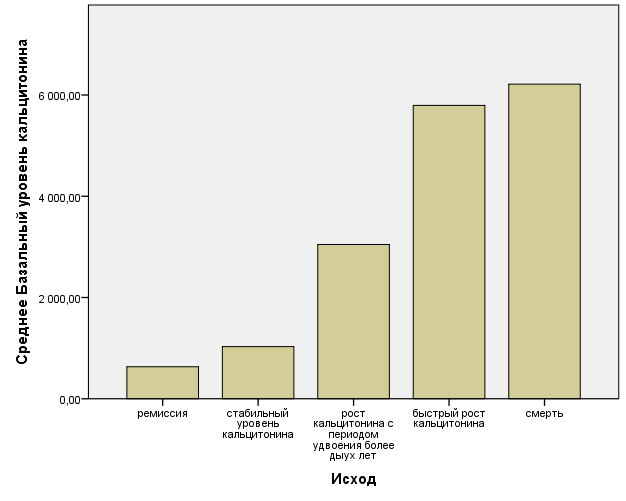 Среднее Базальный уровень кальцитонина
6 000,00
4 000,00
2 000,00
0,00
ремиссия
стабильный
уровень
кальцитонина
рост
кальцитонина с
периодом
удвоения более
дыух лет
быстрый рост
кальцитонина
смерть
Исход